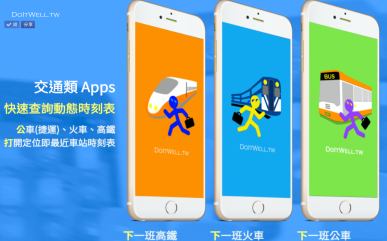 DoItWell.tw
讚 分享
交通類 Apps
快速查詢動態時刻表
公車(捷運)、火車、高鐵
打開定位即最近車站時刻表
DoItWell.tw
DoItWell.tw
BUS
DoItWell.tw
下一班高鐵
下一班火車
下一班公車